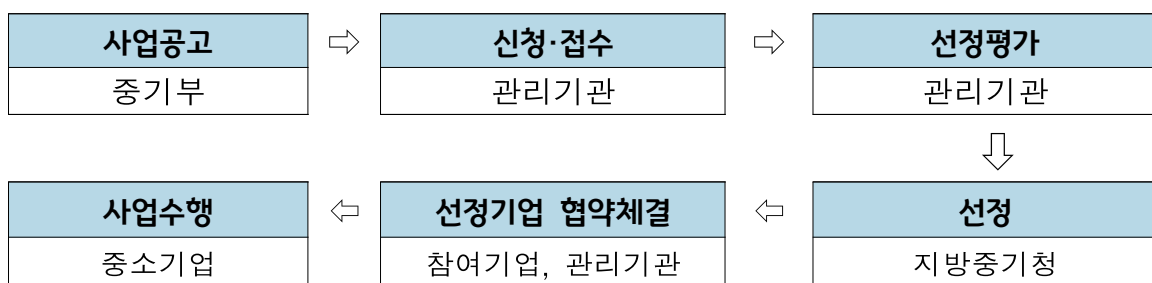 사업공고
중기부
신청·접수
관리기관
선정평가
관리기관
선정
지방중기청
선정기업 협약체결
참여기업, 관리기관
사업수행
중소기업